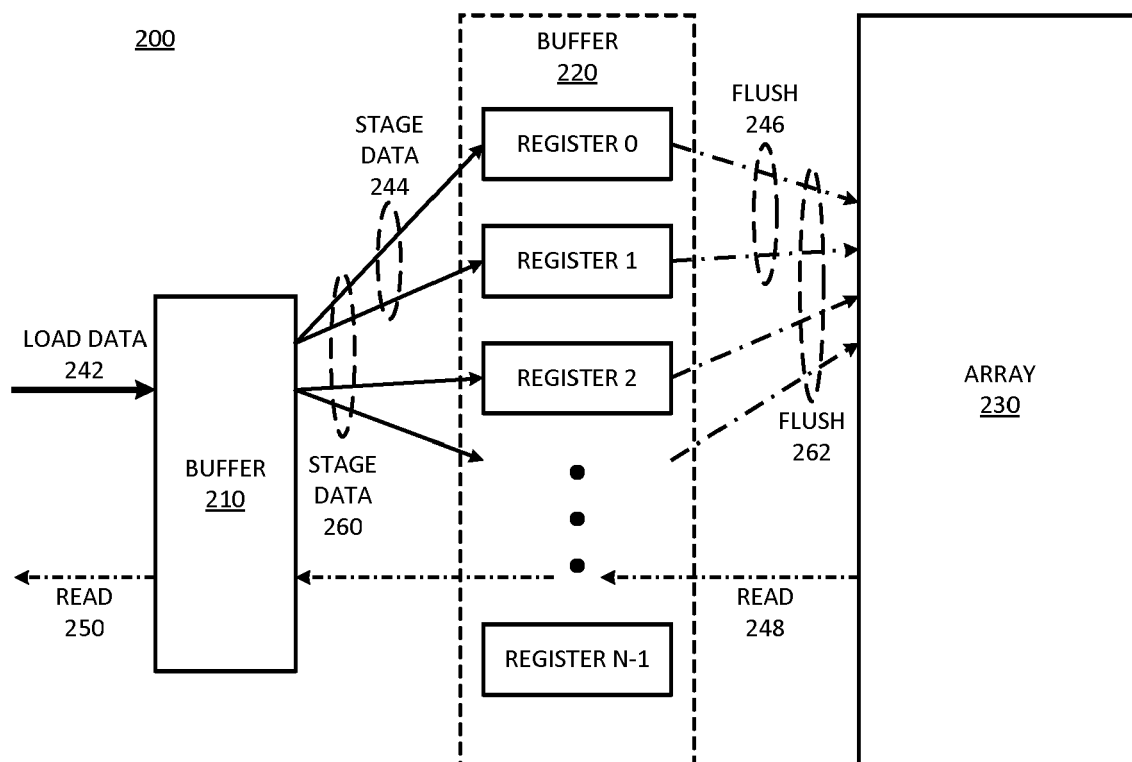 200
BUFFER
220
FLUSH
246
STAGE
DATA
244
REGISTER 0
REGISTER 1
LOAD DATA
242
REGISTER 2
ARRAY
230
FLUSH
262
BUFFER
210
STAGE
DATA
260
READ
250
READ
248
REGISTER N-1